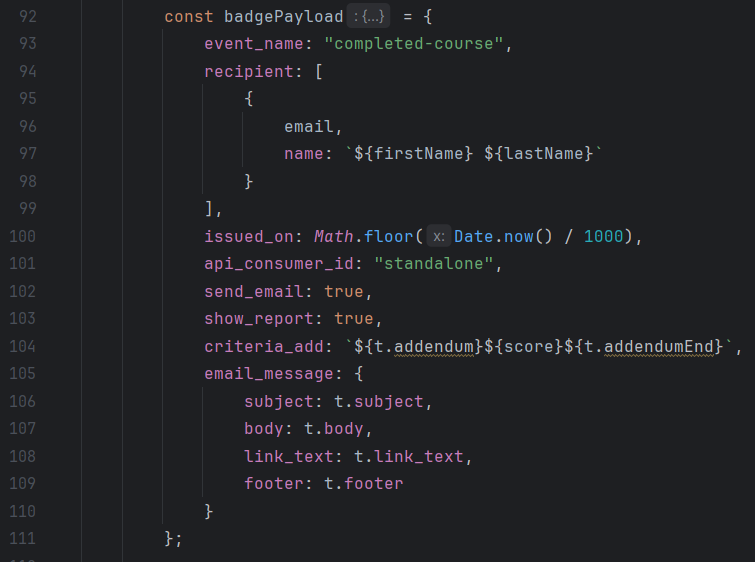 92 const badgePayload : {...} = {
93 event_name: "completed-course",
94 recipient: [
95 {
96 email,
97 name: `${firstName} ${lastName}`
98 }
99 ],
100 issued_on: Math.floor( x: Date.now() / 1000),
101 api_consumer_id: "standalone",
102 send_email: true,
103 show_report: true,
104 criteria_add: `${t.addendum}${score}${t.addendumEnd}`,
105 email_message: {
106 subject: t.subject,
107 body: t.body,
108 link_text: t.link_text,
109 footer: t.footer
110 }
111 };